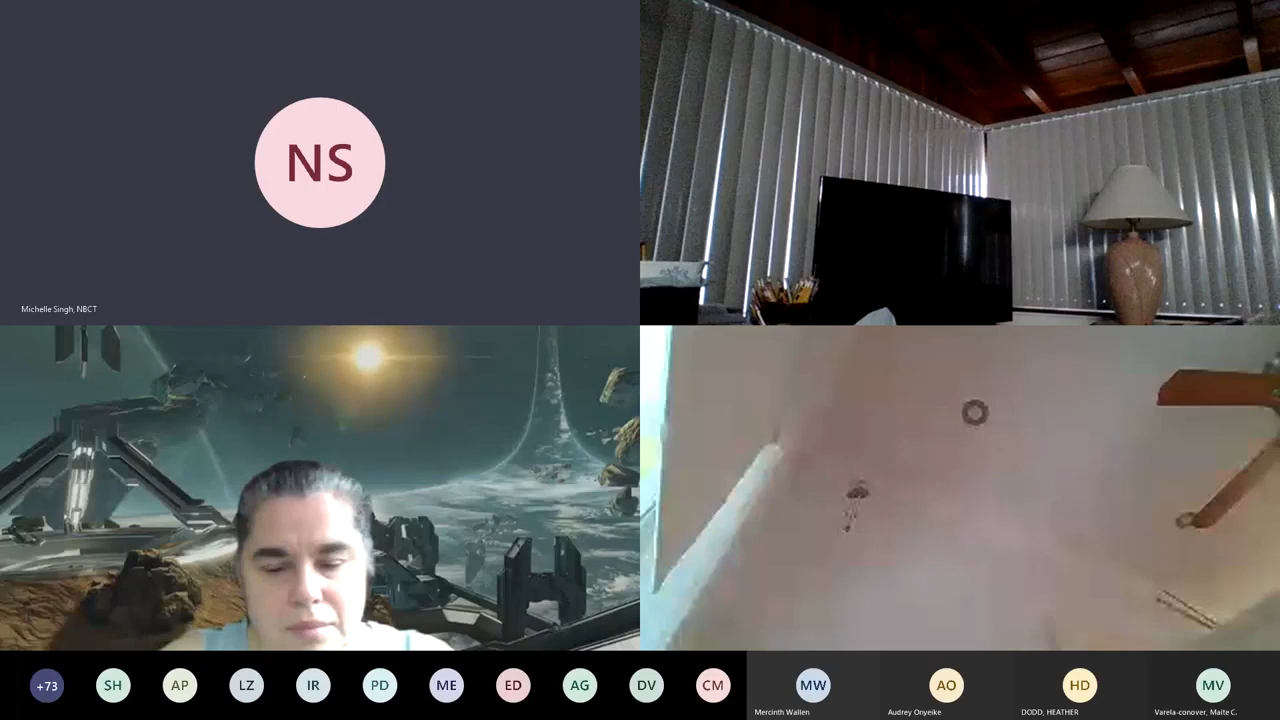 NS
Michelle Singh, NBCT
+73 SH AP LZ IR PD ME ED AG DV CM MW AO HD MV
Mercinth Wallen Audrey Onyeike DODD, HEATHER Varela-conover, Maite C.